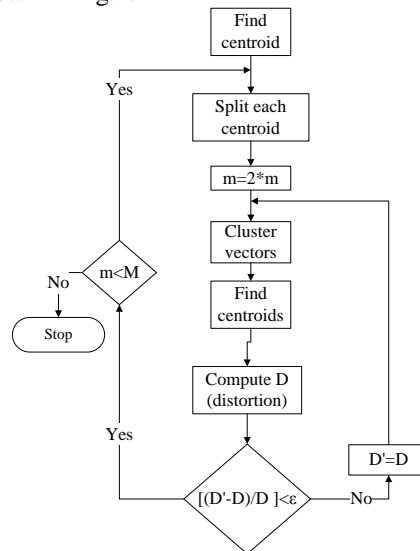 Find
centroid
Yes
Split each
centroid
m=2*m
Cluster
vectors
m<M
No
Find
centroids
Stop
Compute D
(distortion)
Yes
D'=D
[(D'-D)/D ]<ε
No